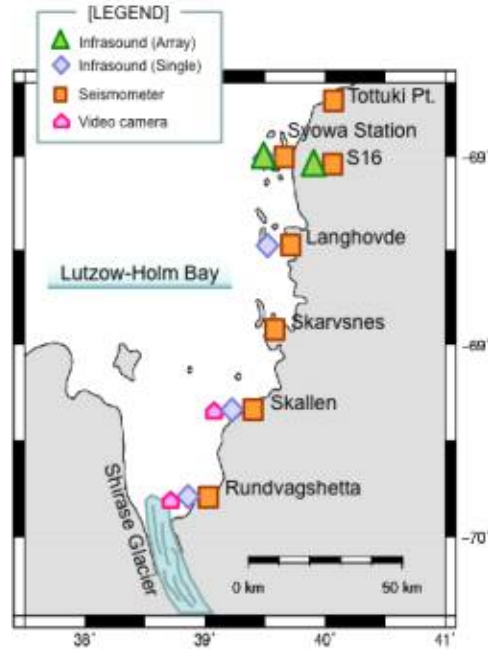 [LEGEND]
Infrasound (Array)
Infrasound (Single)
Seismometer
Video camera
Tottuki Pt.
Syowa Station
S16
-69˚
Langhovde
Lutzow-Holm Bay
Skarvsnes
-69˚
Skallen
Rundvagshetta
Shirase Glacier
-70˚
0 km
50 km
36˚
39˚
40˚
41˚